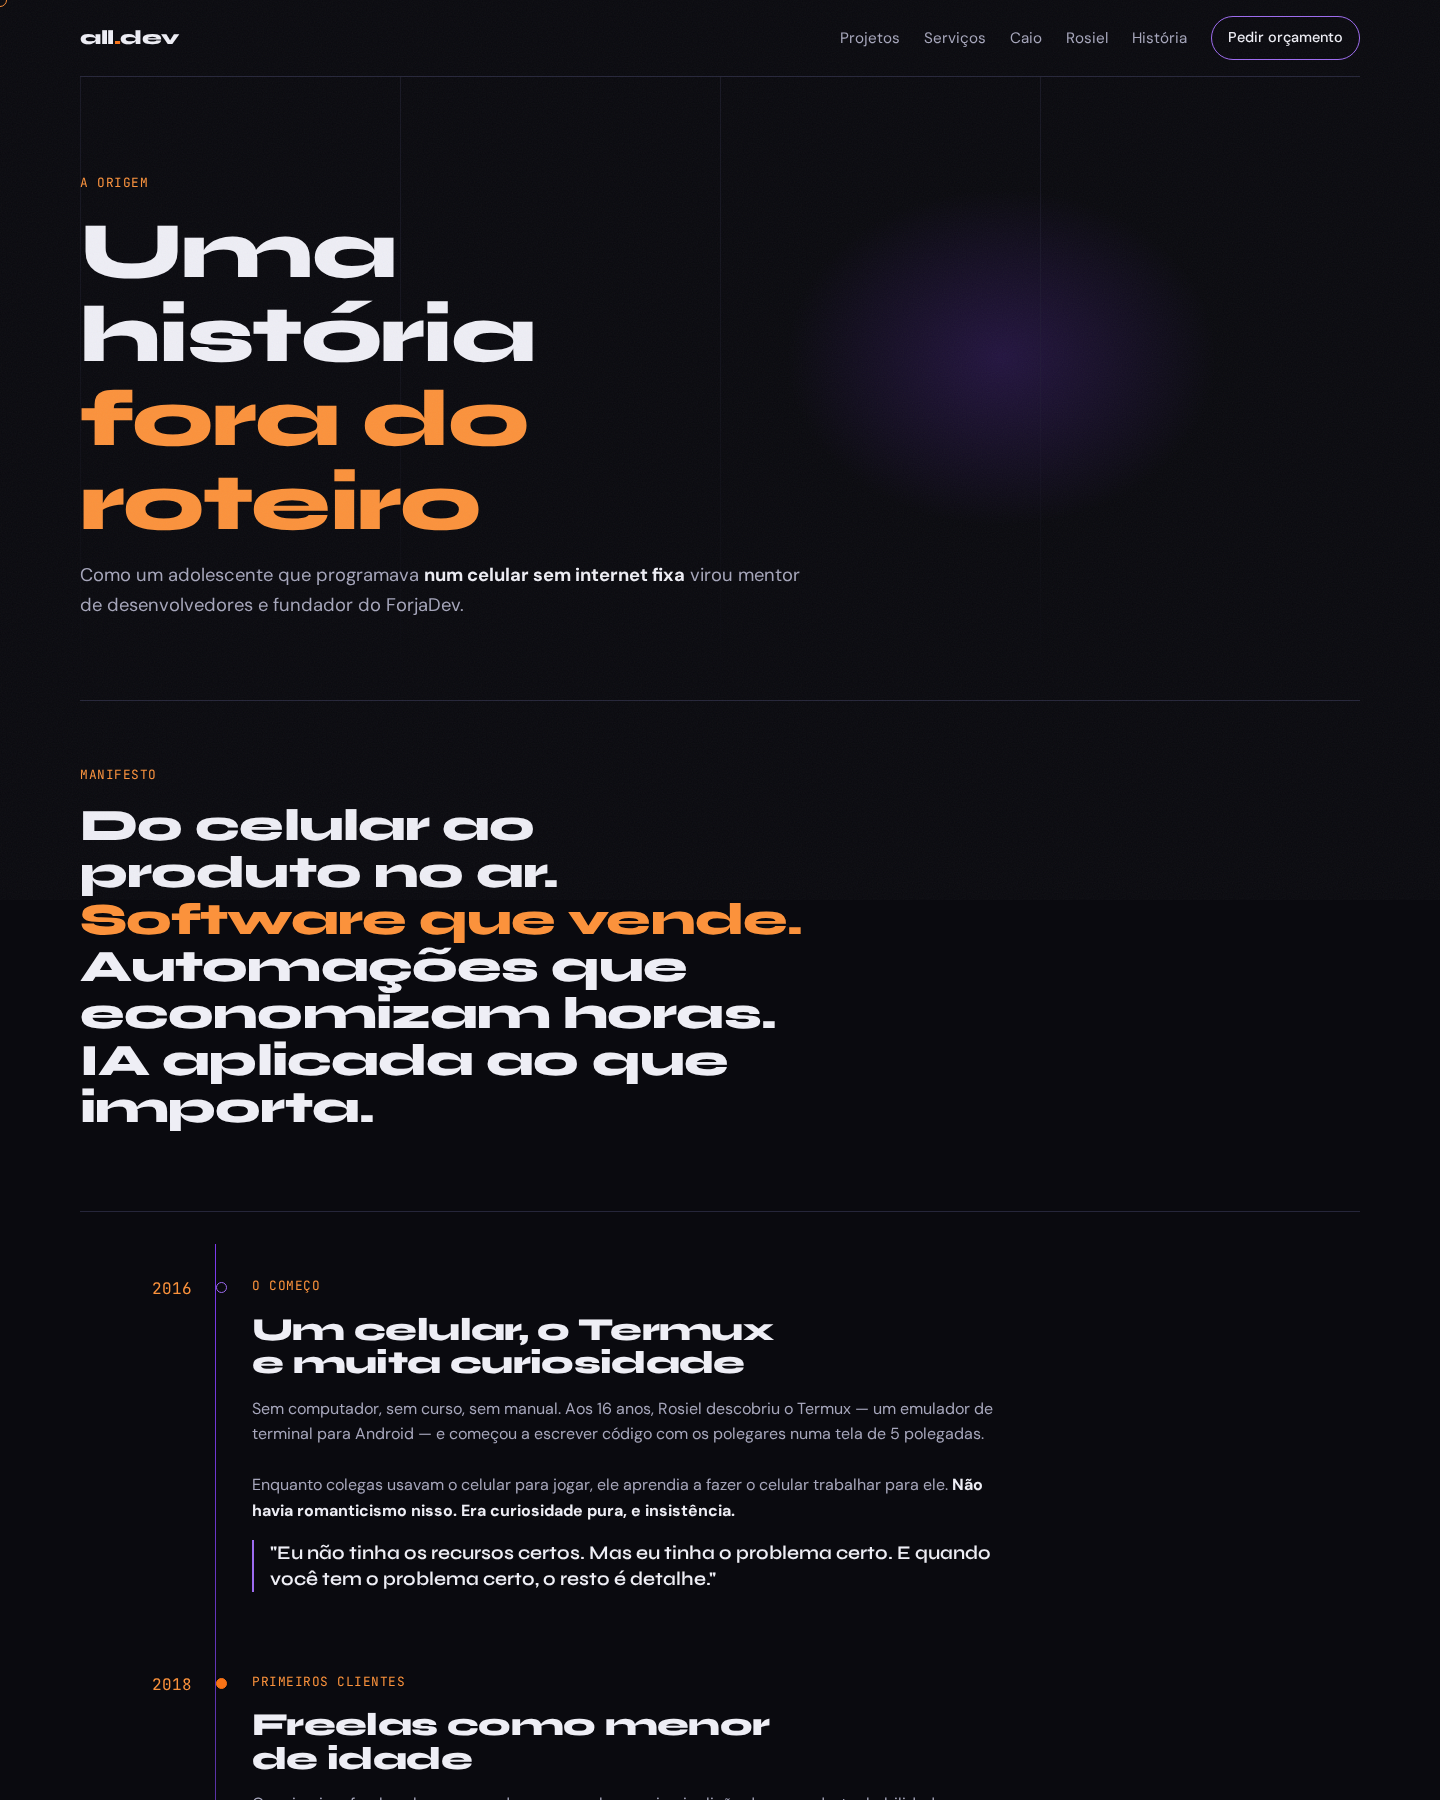 all.dev
Projetos Serviços Caio Rosiel História Pedir orçamento
A ORIGEM
Uma
história
fora do
roteiro
Como um adolescente que programava num celular sem internet fixa virou mentor
de desenvolvedores e fundador do ForjaDev.
MANIFESTO
Do celular ao
produto no ar.
Software que vende.
Automações que
economizam horas.
IA aplicada ao que
importa.
2016
O COMEÇO
Um celular, o Termux
e muita curiosidade
Sem computador, sem curso, sem manual. Aos 16 anos, Rosiel descobriu o Termux — um emulador de
terminal para Android — e começou a escrever código com os polegares numa tela de 5 polegadas.
Enquanto colegas usavam o celular para jogar, ele aprendia a fazer o celular trabalhar para ele. Não
havia romanticismo nisso. Era curiosidade pura, e insistência.
"Eu não tinha os recursos certos. Mas eu tinha o problema certo. E quando
você tem o problema certo, o resto é detalhe."
2018
PRIMEIROS CLIENTES
Freelas como menor
de idade